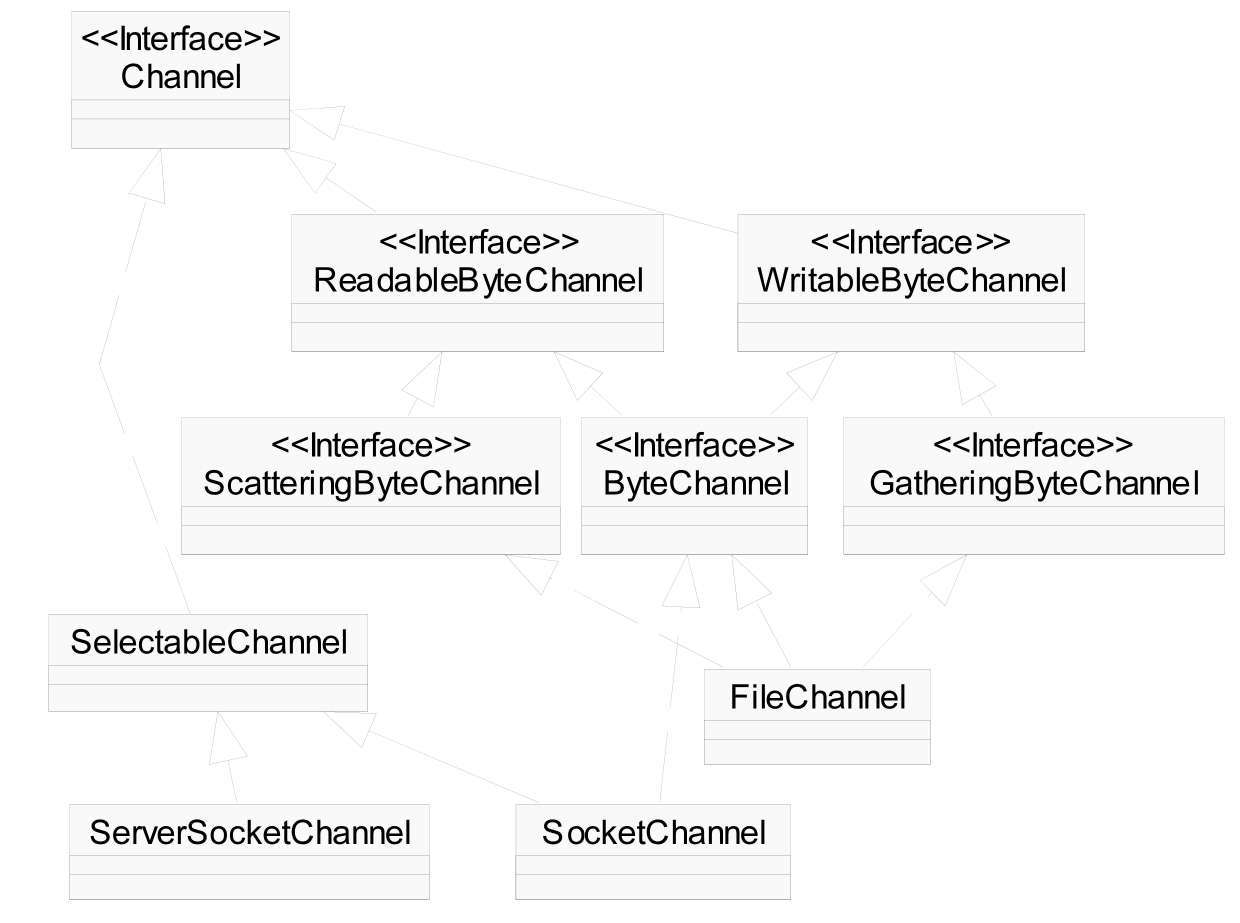 <<Interface>>
Channel
<<Interface>>
ReadableByteChannel
<<Interface>>
WritableByteChannel
<<Interface>>
ScatteringByteChannel
<<Interface>>
ByteChannel
<<Interface>>
GatheringByteChannel
SelectableChannel
FileChannel
ServerSocketChannel
SocketChannel